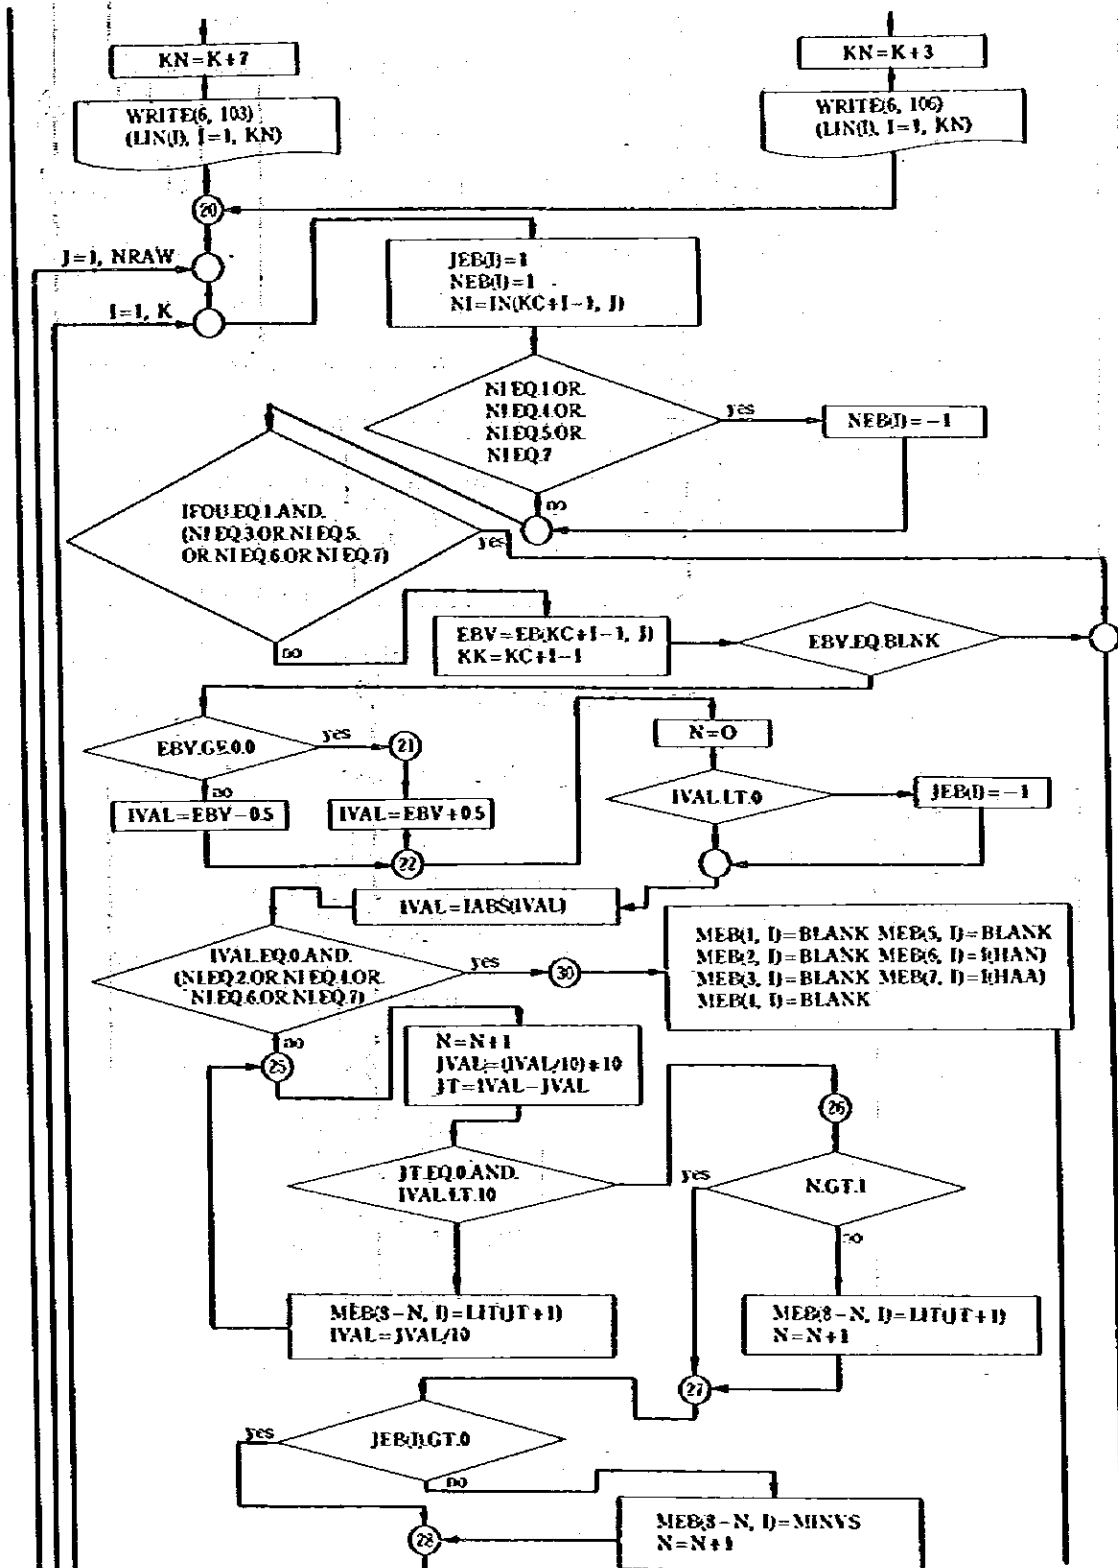 KN=K+7
KN=K+3
WRITE(6, 103)
(LIN(I), I=1, KN)
WRITE(6, 106)
(LIN(I), I=1, KN)
20
J=1, NRAW
I=1, K
JEB(I)=1
NEB(I)=1
NI=IN(KC+I-1, J)
NI.EQ.1.OR.
NI.EQ.4.OR.
NI.EQ.5.OR.
NI.EQ.7
yes
NEB(I)=-1
no
IFOU.EQ.1.AND.
(NI.EQ.3.OR.NI.EQ.5.
OR.NI.EQ.6.OR.NI.EQ.7)
yes
no
EBV=EB(KC+I-1, J)
KK=KC+I-1
EBV.EQ.BLNK
EBV.GE.0.0
yes
21
no
IVAL=EBV-0.5
IVAL=EBV+0.5
22
N=O
IVAL.LT.0
JEB(I)=-1
IVAL=IABS(IVAL)
IVAL.EQ.0.AND.
(NI.EQ.2.OR.NI.EQ.4.OR.
NI.EQ.6.OR.NI.EQ.7)
yes
30
MEB(1, I)=BLANK MEB(5, I)=BLANK
MEB(2, I)=BLANK MEB(6, I)=I(HAN)
MEB(3, I)=BLANK MEB(7, I)=I(HAA)
MEB(4, I)=BLANK
no
25
N=N+1
JVAL=(IVAL/10)*10
JT=IVAL-JVAL
26
JT.EQ.0.AND.
IVAL.LT.10
yes
N.GT.1
no
MEB(8-N, I)=LIT(JT+1)
IVAL=JVAL/10
MEB(8-N, I)=LIT(JT+1)
N=N+1
27
yes
JEB(I).GT.0
no
28
MEB(8-N, I)=MINVS
N=N+1